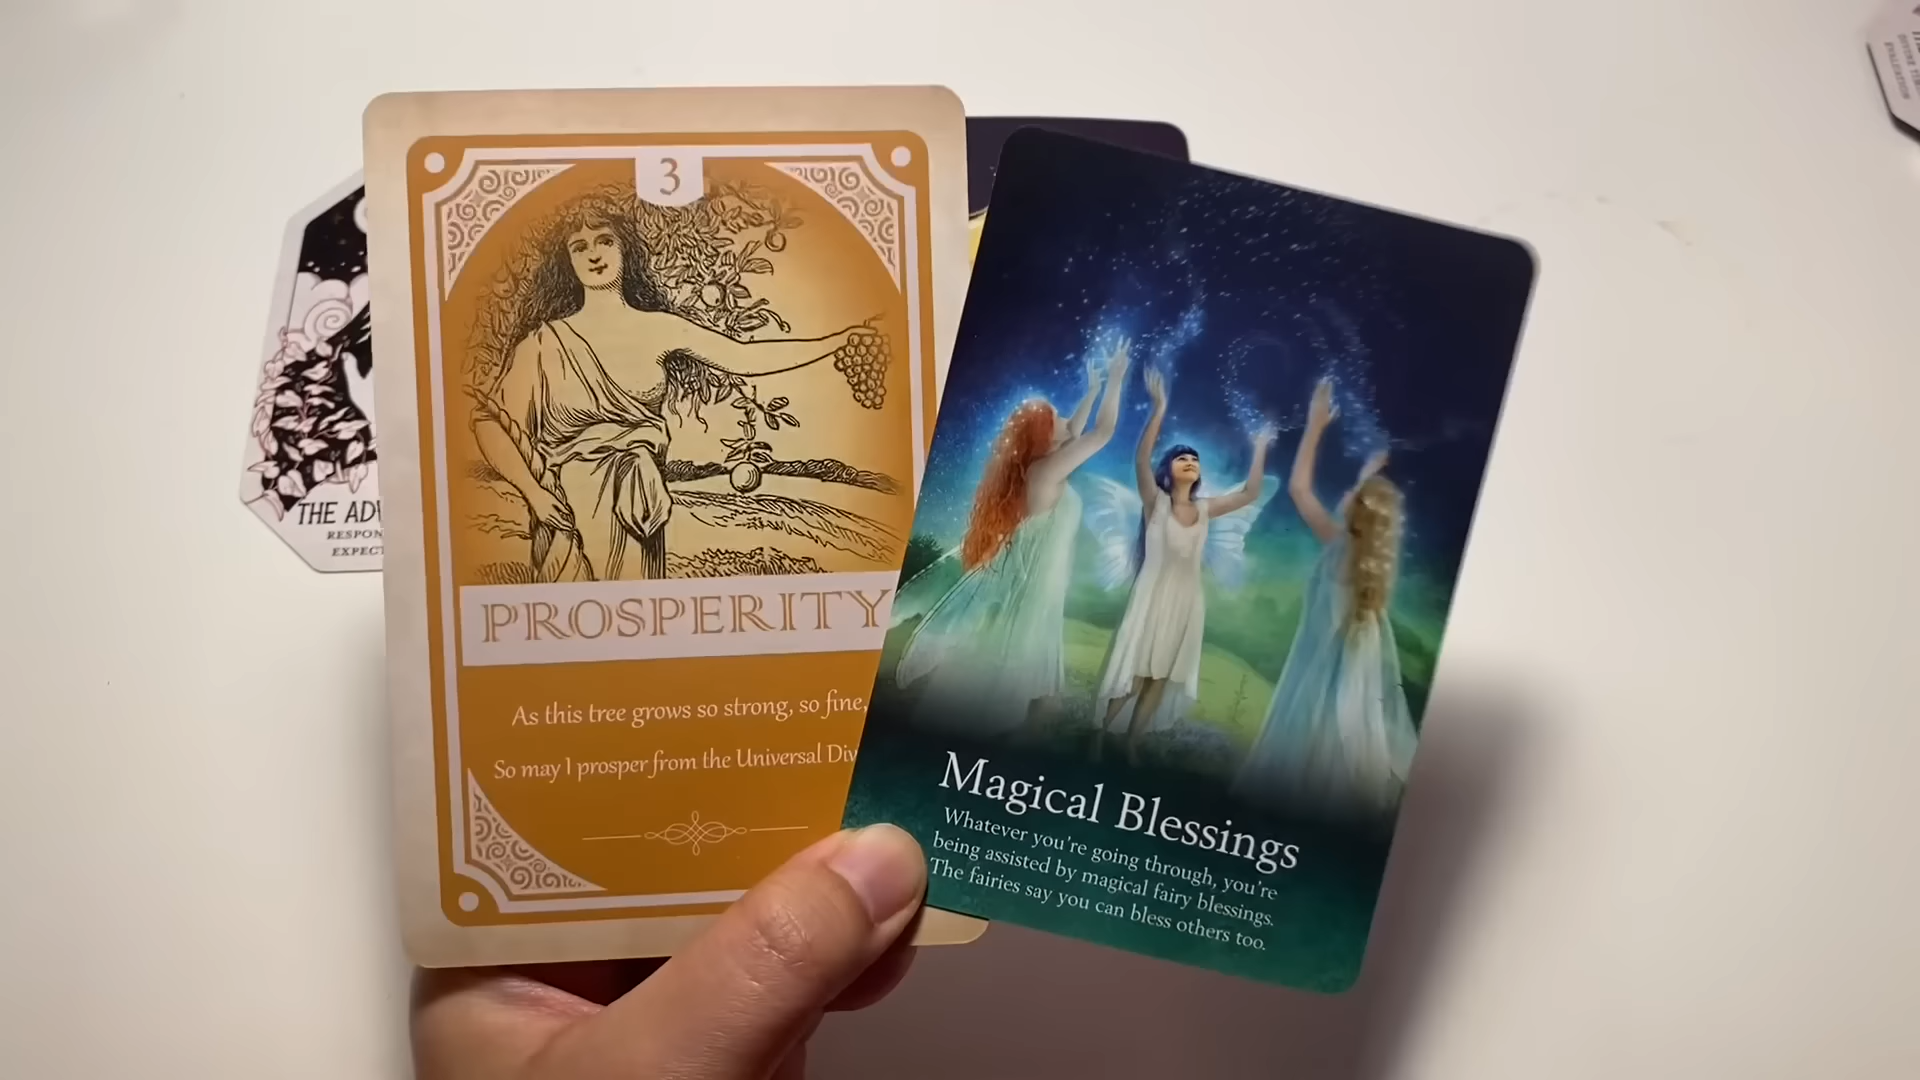 3
PROSPERITY
As this tree grows so strong, so fine,
So may I prosper from the Universal Div
Magical Blessings
Whatever you're going through, you're
being assisted by magical fairy blessings.
The fairies say you can bless others too.
THE AD
RESPON
EXPECT
EVALUATION